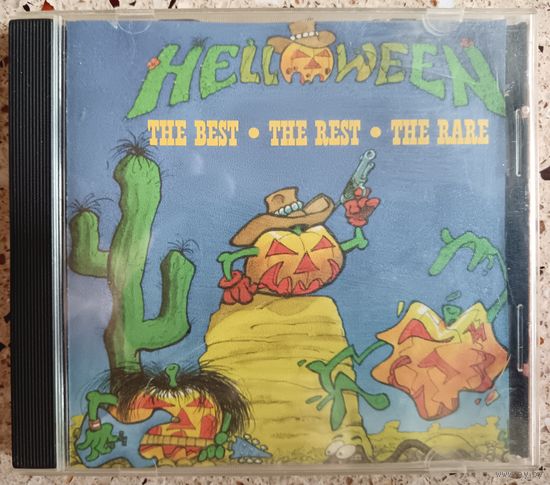 HELLOWEEN
THE BEST • THE REST • THE RARE